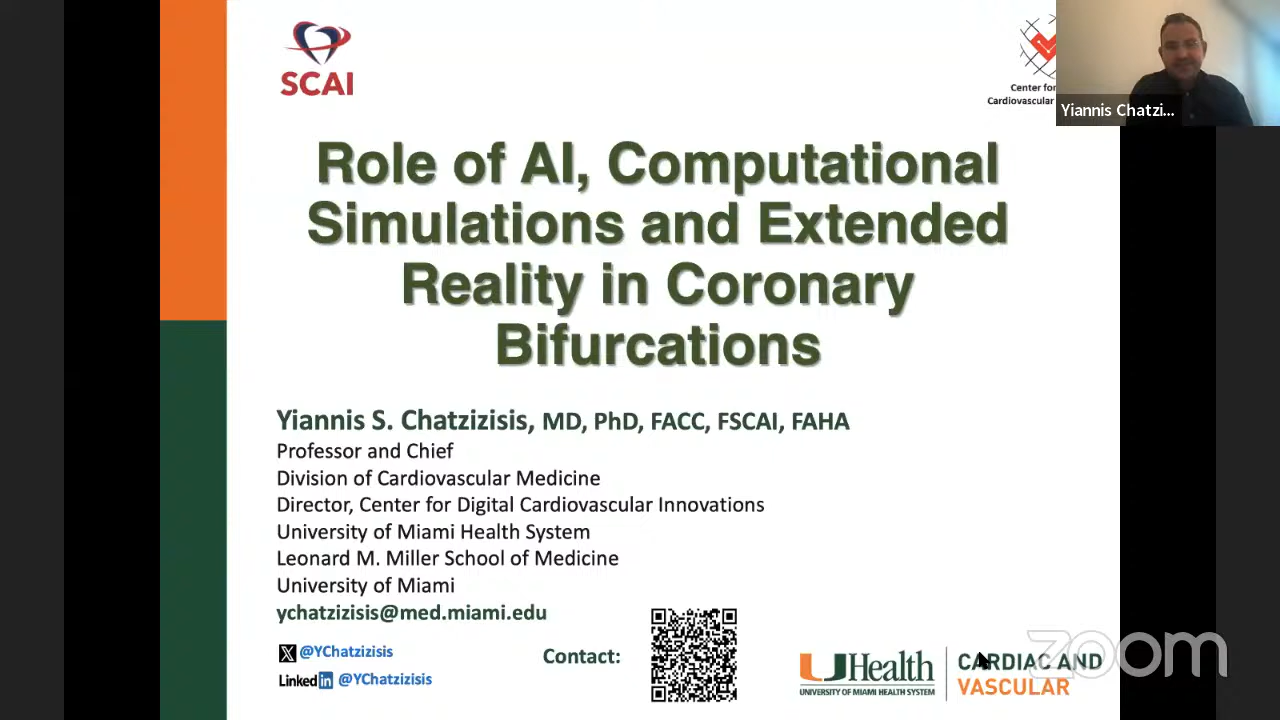 SCAI
Center for
Cardiovascular
Yiannis Chatzi...
Role of AI, Computational
Simulations and Extended
Reality in Coronary
Bifurcations
Yiannis S. Chatzizisis, MD, PhD, FACC, FSCAI, FAHA
Professor and Chief
Division of Cardiovascular Medicine
Director, Center for Digital Cardiovascular Innovations
University of Miami Health System
Leonard M. Miller School of Medicine
University of Miami
ychatzizisis@med.miami.edu
X @YChatzizisis
Linked in @YChatzizisis
Contact:
UHealth
UNIVERSITY OF MIAMI HEALTH SYSTEM
CARDIAC AND
VASCULAR
zoom